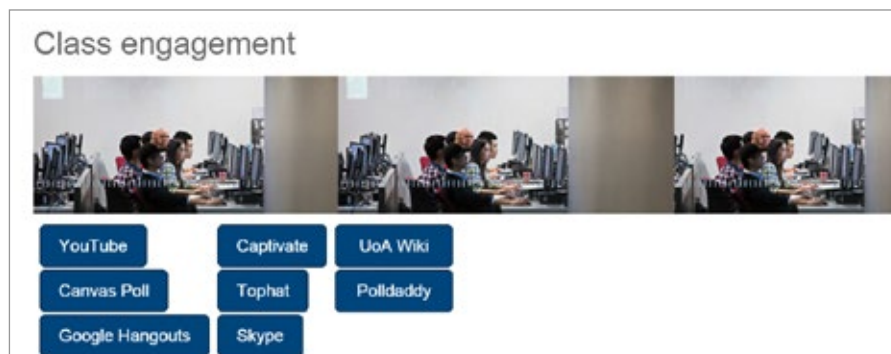 Class engagement
YouTube Captivate UoA Wiki
Canvas Poll Tophat Polldaddy
Google Hangouts Skype